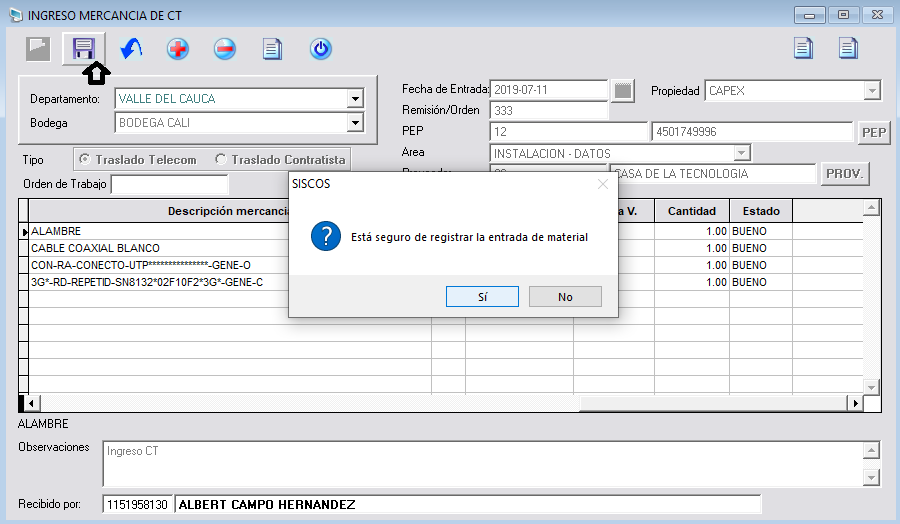 INGRESO MERCANCIA DE CT
Departamento: VALLE DEL CAUCA
Bodega BODEGA CALI
Fecha de Entrada: 2019-07-11 Propiedad CAPEX
Remisión/Orden 333
PEP 12 4501749996 PEP
Area INSTALACION - DATOS
CASA DE LA TECNOLOGIA PROV.
Tipo Traslado Telecom Traslado Contratista
Orden de Trabajo
SISCOS
Está seguro de registrar la entrada de material
Sí No
Descripción mercancia V. Cantidad Estado
ALAMBRE 1.00 BUENO
CABLE COAXIAL BLANCO 1.00 BUENO
CON-RA-CONECTO-UTP***************-GENE-O 1.00 BUENO
3G*-RD-REPETID-SN8132*02F10F2*3G*-GENE-C 1.00 BUENO
ALAMBRE
Observaciones Ingreso CT
Recibido por: 1151958130 ALBERT CAMPO HERNANDEZ